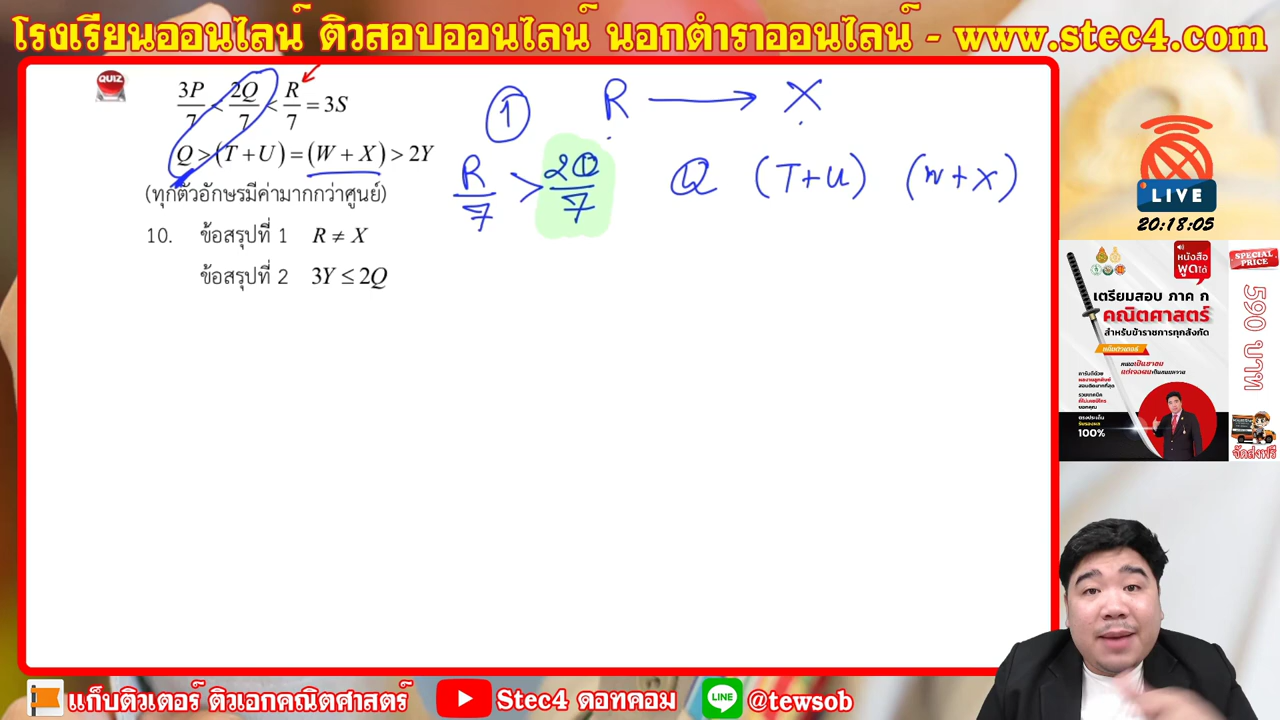 โรงเรียนออนไลน์ ติวสอบออนไลน์ นอกตำราออนไลน์ - www.stec4.com
QUIZ
3P/7 < 2Q/7 < R/7 = 3S
Q > (T + U) = (W + X) > 2Y
(ทุกตัวอักษรมีค่ามากกว่าศูนย์)
10. ข้อสรุปที่ 1 R ≠ X
ข้อสรุปที่ 2 3Y ≤ 2Q
① R → X
R/7 > 2Q/7 Q (T+U) (W+X)
LIVE
20:18:05
หนังสือ
พูดได้
SPECIAL
PRICE
เตรียมสอบ ภาค ก
คณิตศาสตร์
สำหรับข้าราชการทุกสังกัด
590 บาท
100%
จัดส่งฟรี
แก็บติวเตอร์ ติวเอกคณิตศาสตร์
Stec4 ดอทคอม
LINE
@tewsob